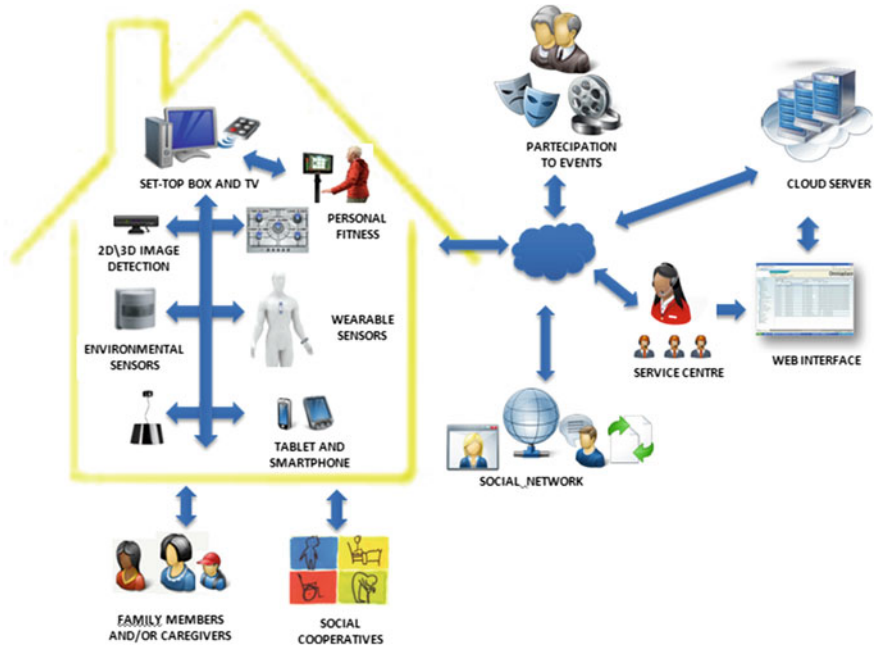 SET-TOP BOX AND TV
PERSONAL
FITNESS
2D\3D IMAGE
DETECTION
ENVIRONMENTAL
SENSORS
WEARABLE
SENSORS
TABLET AND
SMARTPHONE
FAMILY MEMBERS
AND/OR CAREGIVERS
SOCIAL
COOPERATIVES
PARTECIPATION
TO EVENTS
CLOUD SERVER
SERVICE CENTRE
WEB INTERFACE
SOCIAL_NETWORK